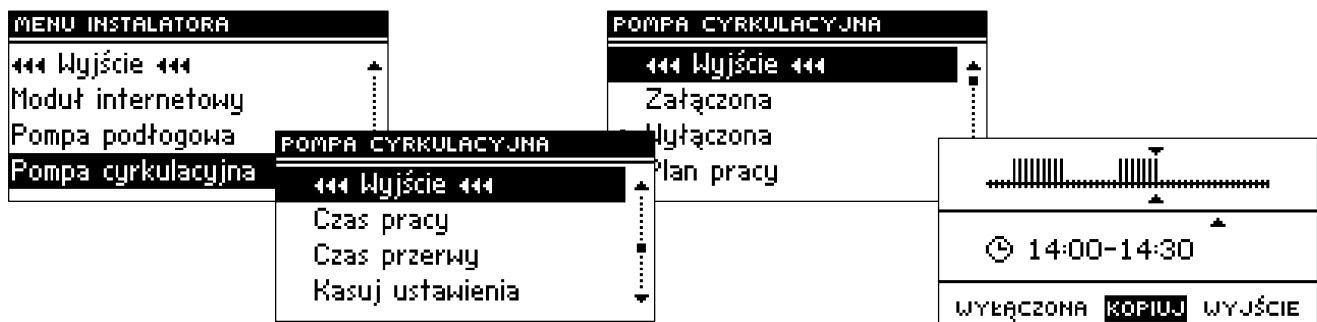 MENU INSTALATORA
Wyjście
Moduł internetowy
Pompa podłogowa
Pompa cyrkulacyjna
POMPA CYRKULACYJNA
Wyjście
Czas pracy
Czas przerwy
Kasuj ustawienia
POMPA CYRKULACYJNA
Wyjście
Załączona
Wyłączona
Plan pracy
14:00-14:30
WYŁĄCZONA KOPIUJ WYJŚCIE